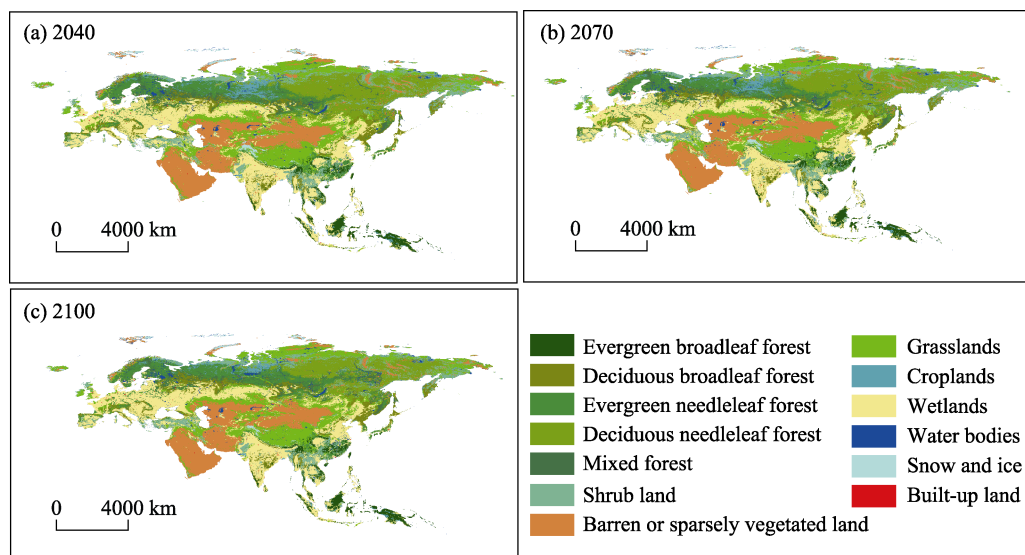 (a) 2040
0 4000 km
(b) 2070
0 4000 km
(c) 2100
0 4000 km
Evergreen broadleaf forest
Deciduous broadleaf forest
Evergreen needleleaf forest
Deciduous needleleaf forest
Mixed forest
Shrub land
Barren or sparsely vegetated land
Grasslands
Croplands
Wetlands
Water bodies
Snow and ice
Built-up land